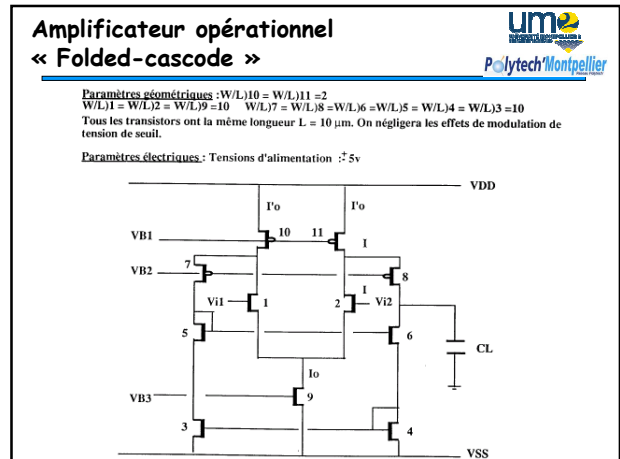 Amplificateur opérationnel
« Folded-cascode »
um2
Polytech'Montpellier
Paramètres géométriques :W/L)10 = W/L)11 =2
W/L)1 = W/L)2 = W/L)9 =10 W/L)7 = W/L)8 =W/L)6 =W/L)5 = W/L)4 = W/L)3 =10
Tous les transistors ont la même longueur L = 10 µm. On négligera les effets de modulation de
tension de seuil.
Paramètres électriques : Tensions d'alimentation :± 5v
VDD
I'o I'o
VB1 10 11 I
VB2 7 8
Vi1 1 2 I Vi2
5 6 CL
Io
VB3 9
3 4
VSS